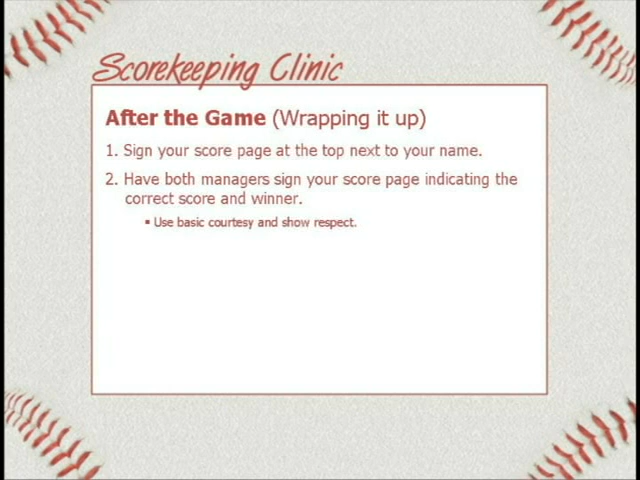 Scorekeeping Clinic
After the Game (Wrapping it up)
1. Sign your score page at the top next to your name.
2. Have both managers sign your score page indicating the
correct score and winner.
▪ Use basic courtesy and show respect.